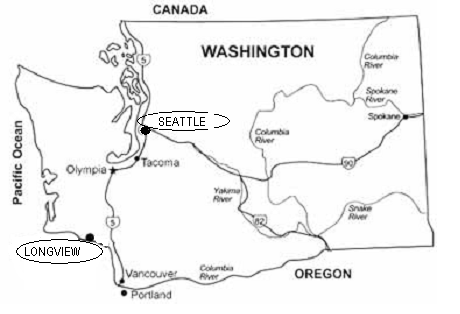 CANADA
5
WASHINGTON
Columbia
River
SEATTLE
Spokane
River
Spokane
Columbia
River
Pacific Ocean
Olympia
Tacoma
90
Yakima
River
82
Snake
River
5
LONGVIEW
Vancouver
Columbia
River
OREGON
Portland